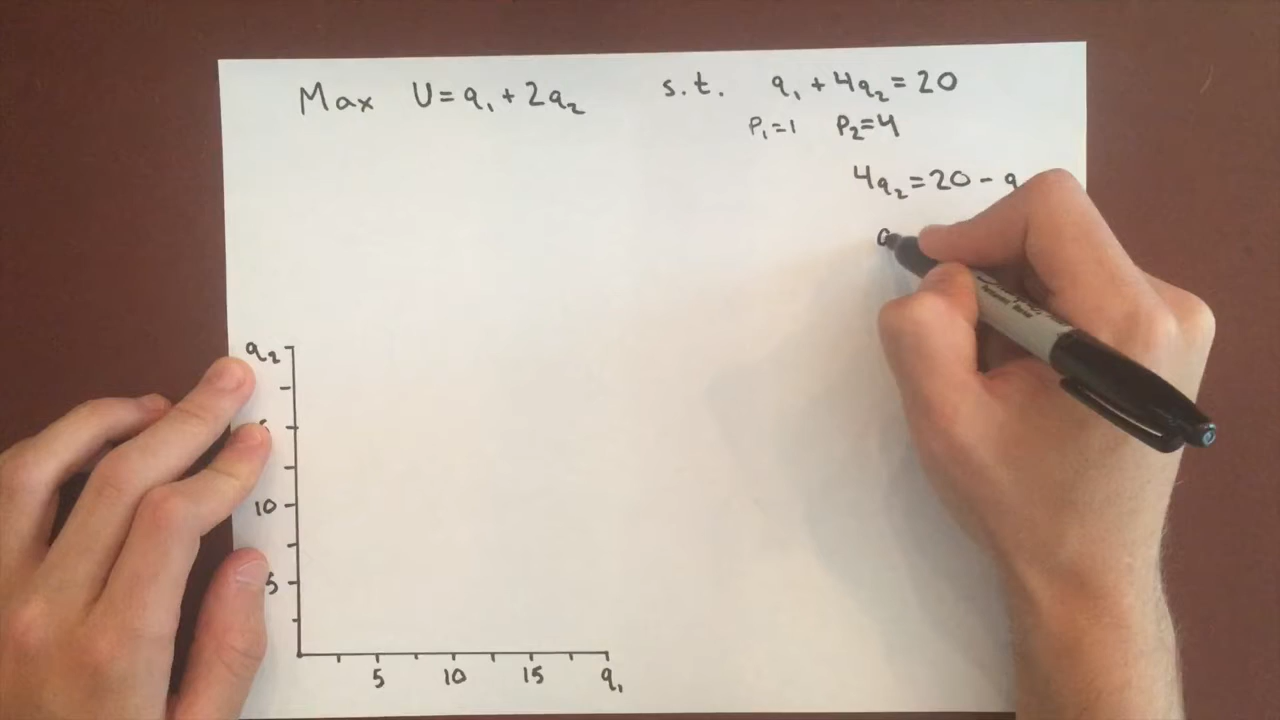 Max U=q₁+2q₂ s.t. q₁+4q₂=20
P₁=1 P₂=4
4q₂=20-q
q₂
10
5
5 10 15 q₁